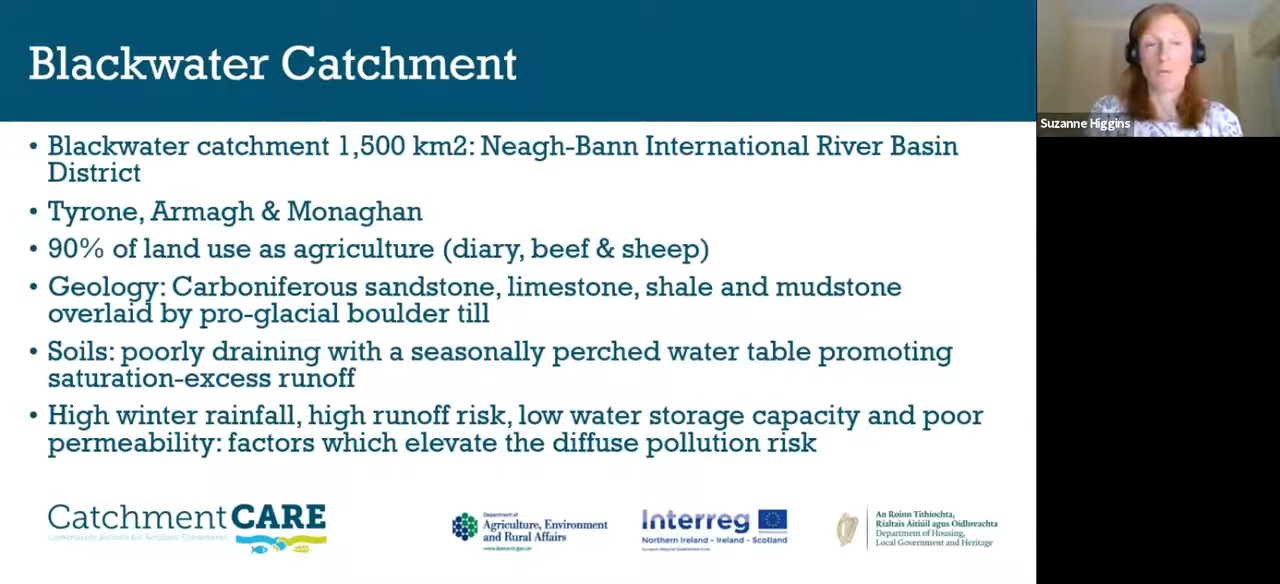 Blackwater Catchment
Suzanne Higgins
• Blackwater catchment 1,500 km2: Neagh-Bann International River Basin
District
• Tyrone, Armagh & Monaghan
• 90% of land use as agriculture (diary, beef & sheep)
• Geology: Carboniferous sandstone, limestone, shale and mudstone
overlaid by pro-glacial boulder till
• Soils: poorly draining with a seasonally perched water table promoting
saturation-excess runoff
• High winter rainfall, high runoff risk, low water storage capacity and poor
permeability: factors which elevate the diffuse pollution risk
CatchmentCARE
Department of
Agriculture, Environment
and Rural Affairs
Interreg
Northern Ireland - Ireland - Scotland
European Regional Development Fund
An Roinn Tithíochta,
Rialtais Áitiúil agus Oidhreachta
Department of Housing,
Local Government and Heritage